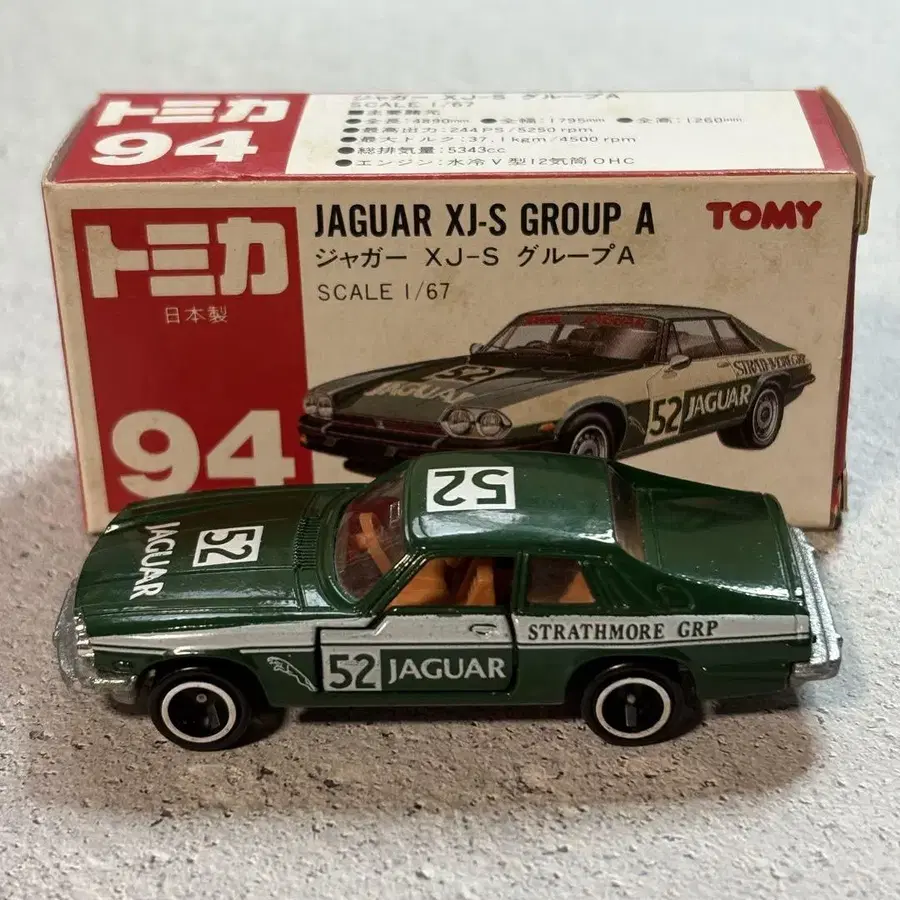 トミカ
94
ジャガー XJ-S グループA
SCALE 1/67
■主要諸元
●全長:4890mm ●全幅:1795mm ●全高:1260mm
●最高出力:244PS/5250rpm
●最大トルク:37.1kgm/4500rpm
●総排気量:5343cc
●エンジン:水冷V型12気筒OHC
トミカ
日本製
94
JAGUAR XJ-S GROUP A
TOMY
ジャガー XJ-S グループA
SCALE 1/67
52
JAGUAR
STRATHMORE GRP
52 JAGUAR
52
52
JAGUAR
STRATHMORE GRP
52 JAGUAR